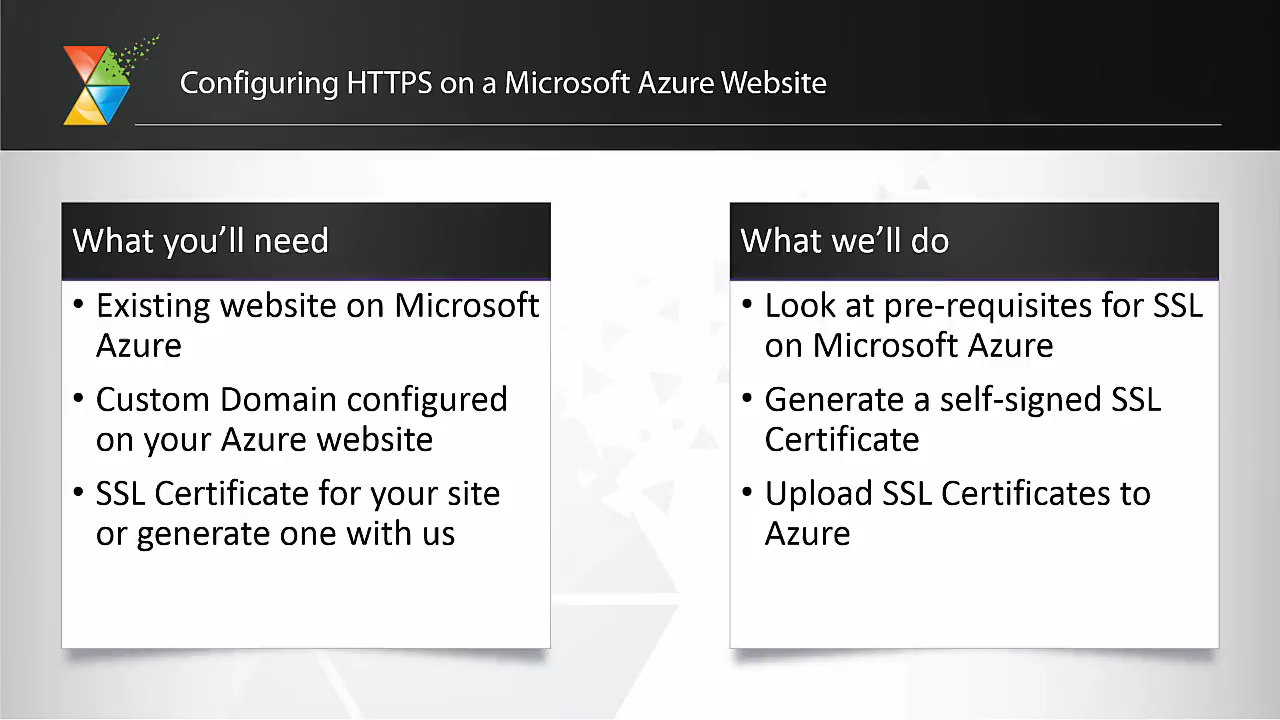 Configuring HTTPS on a Microsoft Azure Website
What you’ll need
• Existing website on Microsoft
Azure
• Custom Domain configured
on your Azure website
• SSL Certificate for your site
or generate one with us
What we’ll do
• Look at pre-requisites for SSL
on Microsoft Azure
• Generate a self-signed SSL
Certificate
• Upload SSL Certificates to
Azure